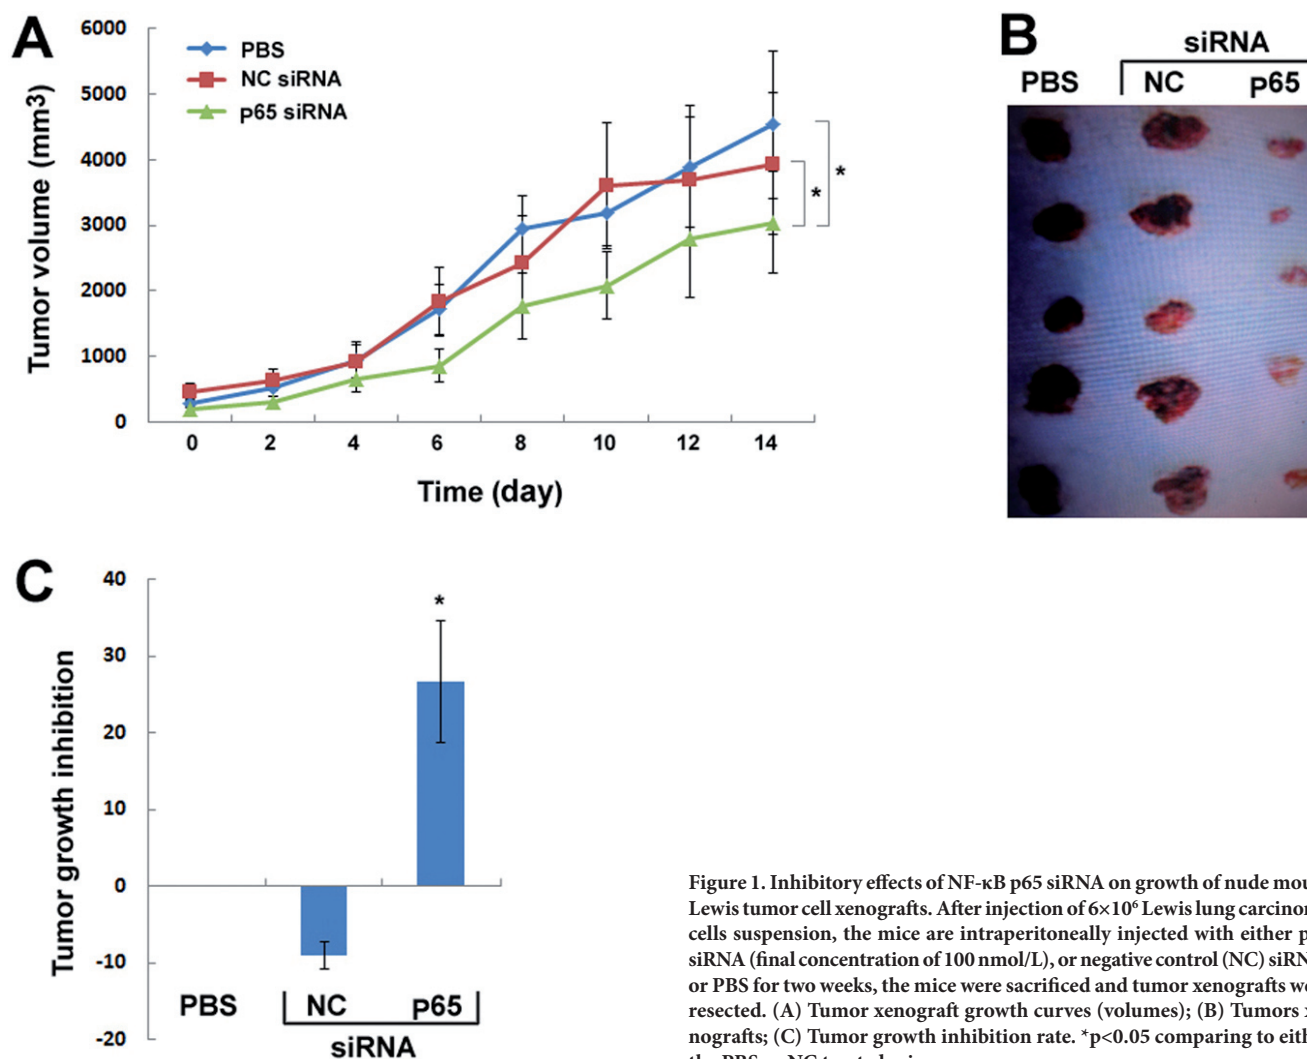 A
6000
5000
4000
3000
2000
1000
0
Tumor volume (mm3)
PBS
NC siRNA
p65 siRNA
*
*
0 2 4 6 8 10 12 14
Time (day)
B
siRNA
PBS NC p65
C
40
30
20
10
0
-10
-20
Tumor growth inhibition
*
PBS NC p65
siRNA
Figure 1. Inhibitory effects of NF-κB p65 siRNA on growth of nude
Lewis tumor cell xenografts. After injection of 6×10⁶ Lewis lung
cells suspension, the mice are intraperitoneally injected with either
siRNA (final concentration of 100 nmol/L), or negative control (NC)
or PBS for two weeks, the mice were sacrificed and tumor xenografts
resected. (A) Tumor xenograft growth curves (volumes); (B) Tumors
nografts; (C) Tumor growth inhibition rate. *p<0.05 comparing to